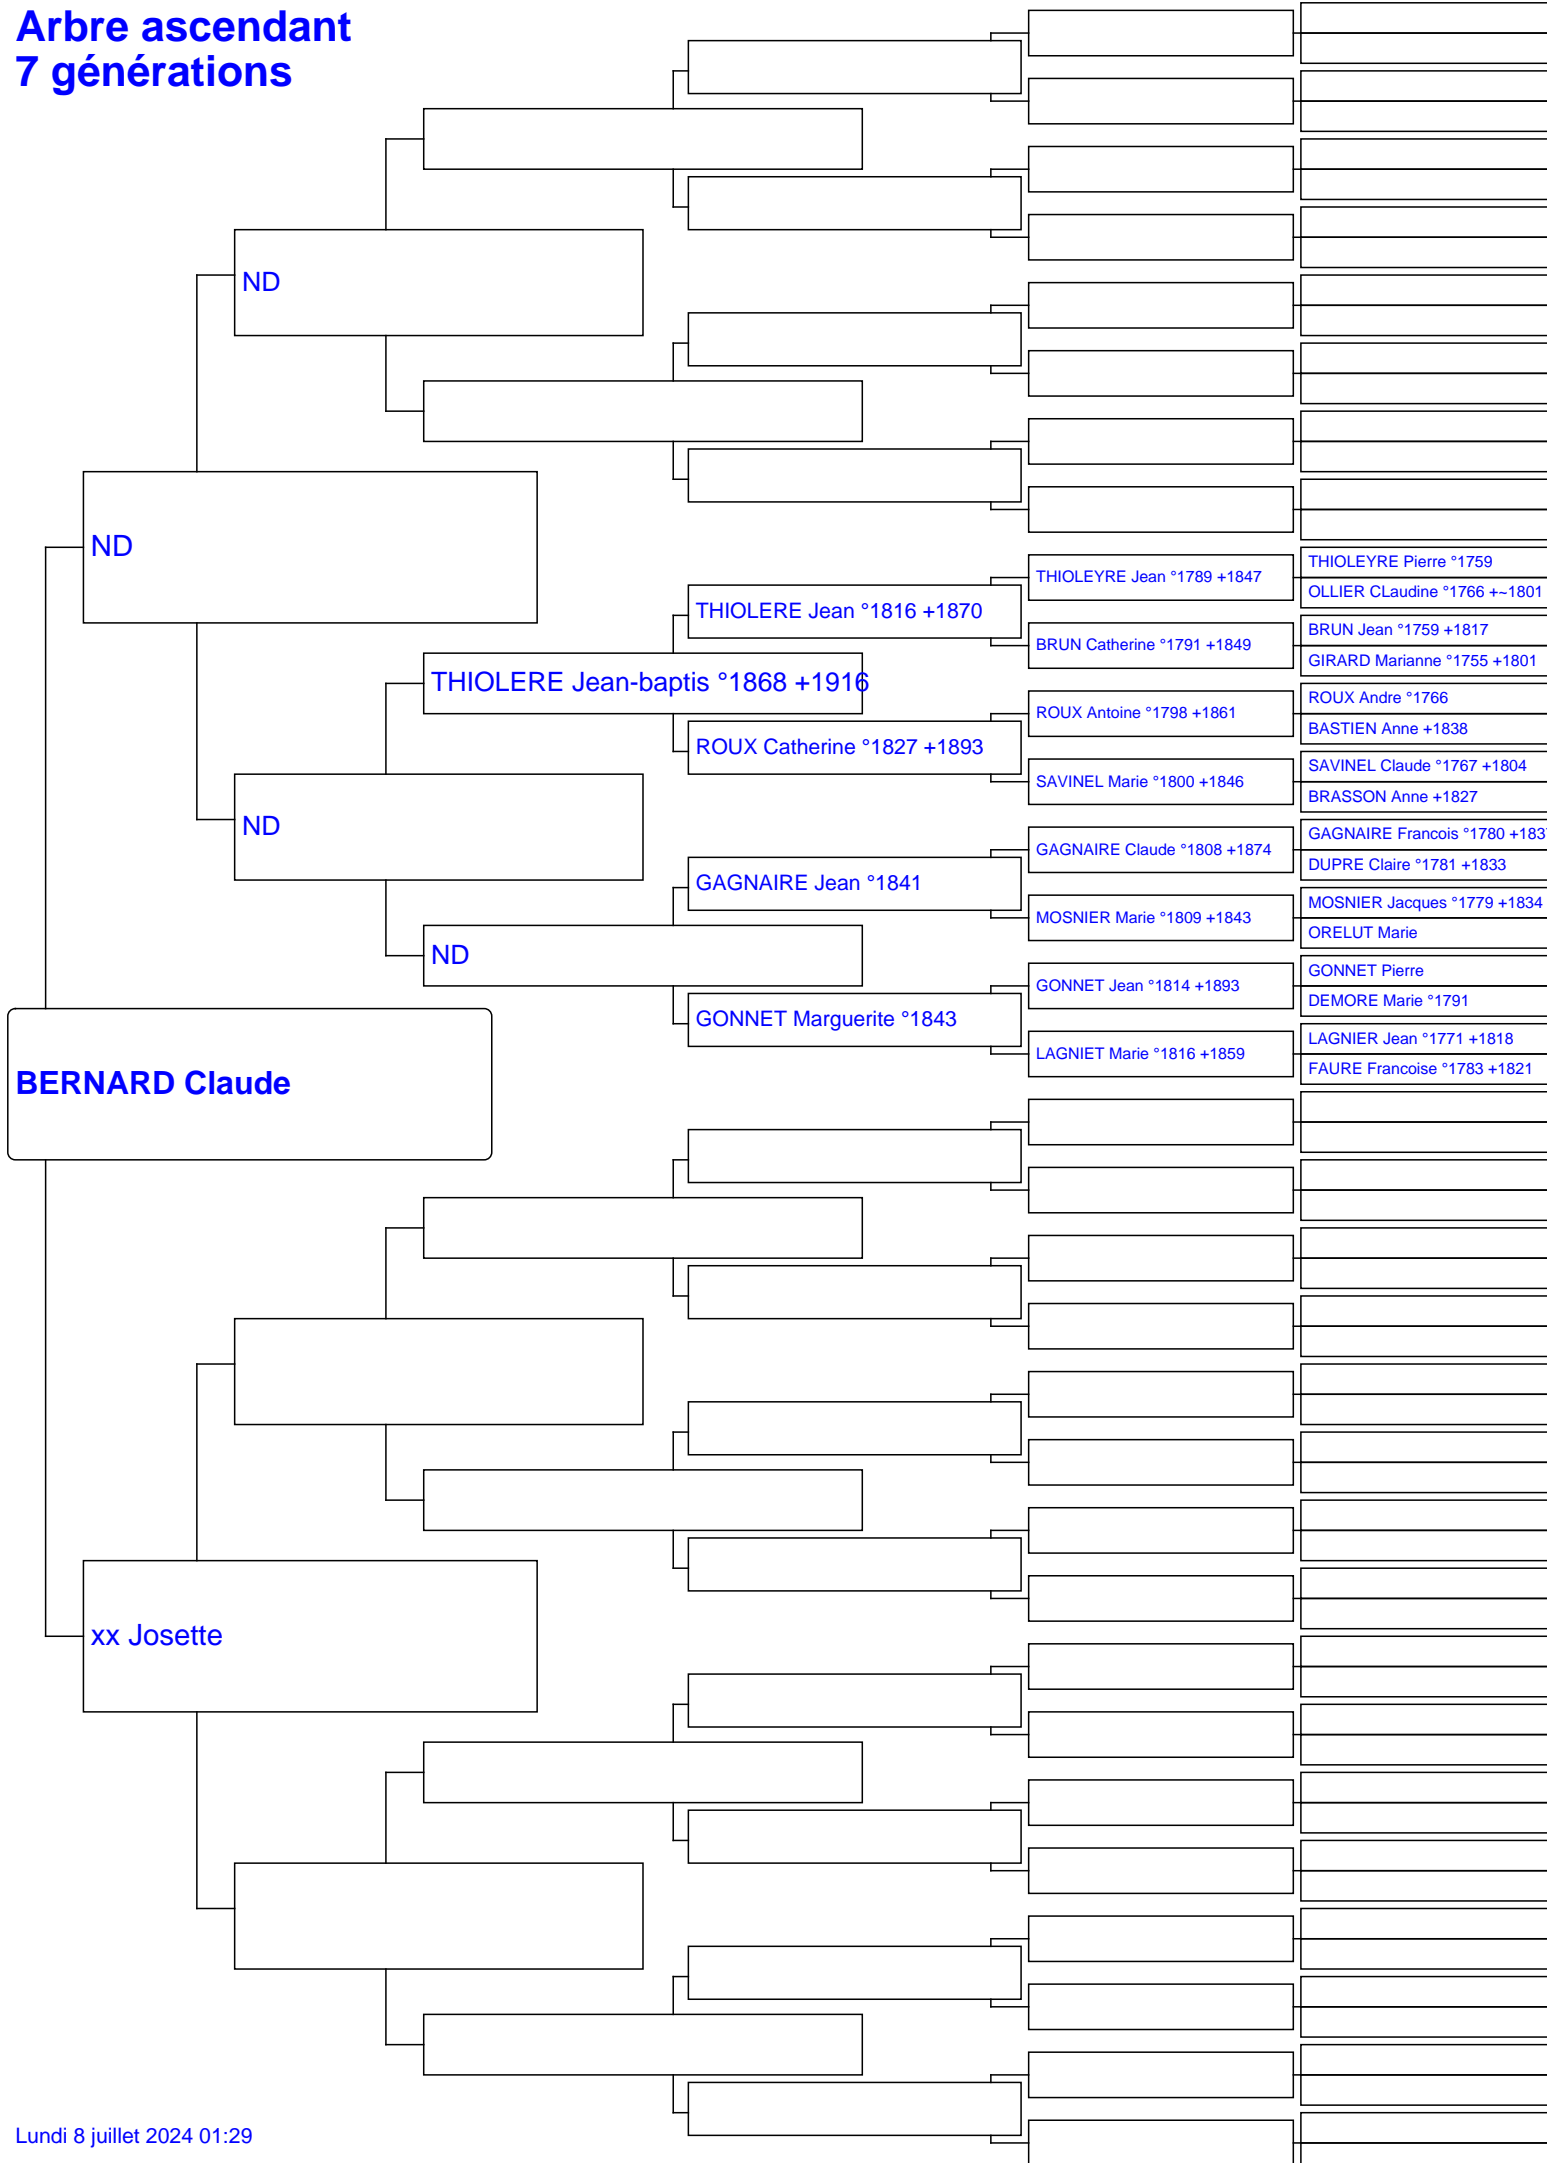 Arbre ascendant
7 générations
ND
ND
THIOLEYRE Jean °1789 +1847
THIOLEYRE Pierre °1759
OLLIER CLaudine °1766 +~1801
THIOLERE Jean °1816 +1870
BRUN Catherine °1791 +1849
BRUN Jean °1759 +1817
GIRARD Marianne °1755 +1801
THIOLERE Jean-baptis °1868 +1916
ROUX Antoine °1798 +1861
ROUX Andre °1766
BASTIEN Anne +1838
ROUX Catherine °1827 +1893
SAVINEL Marie °1800 +1846
SAVINEL Claude °1767 +1804
BRASSON Anne +1827
ND
GAGNAIRE Claude °1808 +1874
GAGNAIRE Francois °1780 +183
DUPRE Claire °1781 +1833
GAGNAIRE Jean °1841
MOSNIER Marie °1809 +1843
MOSNIER Jacques °1779 +1834
ORELUT Marie
ND
GONNET Jean °1814 +1893
GONNET Pierre
DEMORE Marie °1791
GONNET Marguerite °1843
LAGNIET Marie °1816 +1859
LAGNIER Jean °1771 +1818
FAURE Francoise °1783 +1821
BERNARD Claude
xx Josette
Lundi 8 juillet 2024 01:29